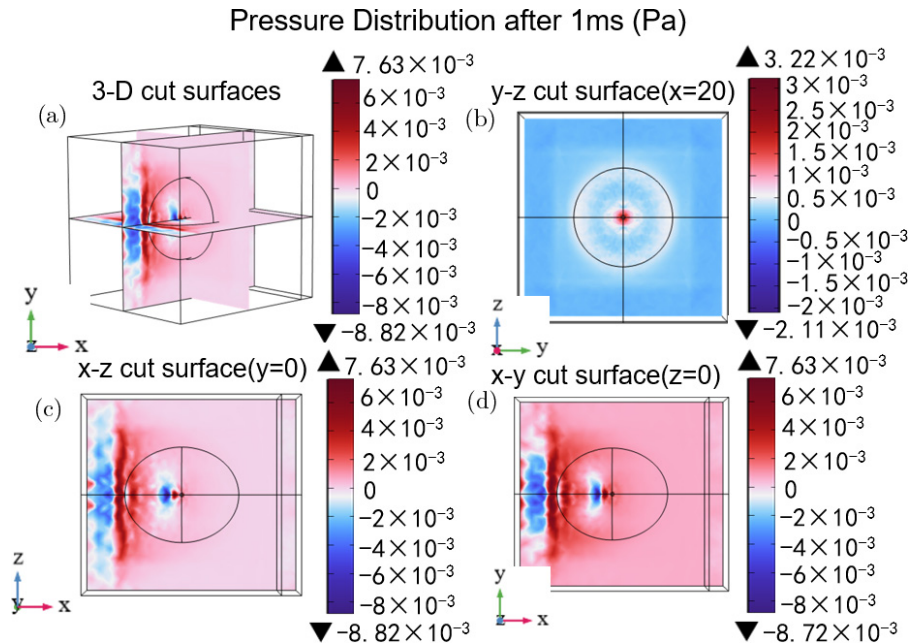 Pressure Distribution after 1ms (Pa)
3-D cut surfaces
(a)
▲ 7.63×10⁻³
6×10⁻³
4×10⁻³
2×10⁻³
0
−2×10⁻³
−4×10⁻³
−6×10⁻³
−8×10⁻³
▼ −8.82×10⁻³
y
z
x
y-z cut surface(x=20)
(b)
▲ 3.22×10⁻³
3×10⁻³
2.5×10⁻³
2×10⁻³
1.5×10⁻³
1×10⁻³
0.5×10⁻³
0
−0.5×10⁻³
−1×10⁻³
−1.5×10⁻³
−2×10⁻³
▼ −2.11×10⁻³
z
x
y
x-z cut surface(y=0)
(c)
▲ 7.63×10⁻³
6×10⁻³
4×10⁻³
2×10⁻³
0
−2×10⁻³
−4×10⁻³
−6×10⁻³
−8×10⁻³
▼ −8.82×10⁻³
z
y
x
x-y cut surface(z=0)
(d)
▲ 7.63×10⁻³
6×10⁻³
4×10⁻³
2×10⁻³
0
−2×10⁻³
−4×10⁻³
−6×10⁻³
−8×10⁻³
▼ −8.72×10⁻³
y
z
x